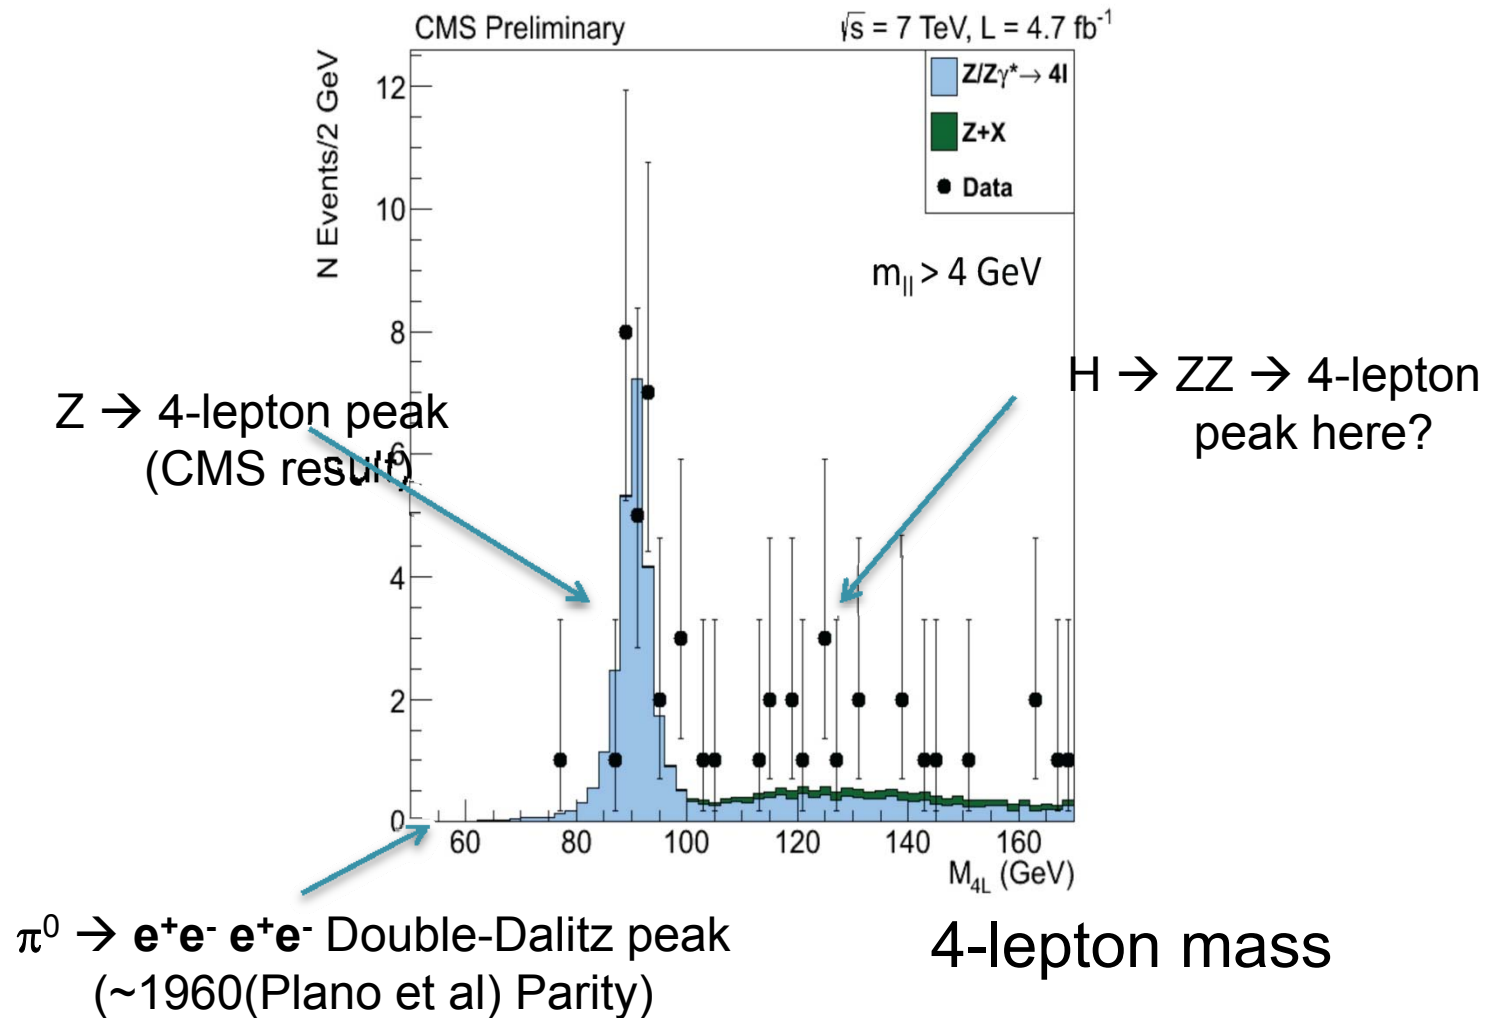 CMS Preliminary
√s = 7 TeV, L = 4.7 fb⁻¹
N Events/2 GeV
12
10
8
6
4
2
0
Z/Zγ*→ 4l
Z+X
Data
m_ll > 4 GeV
Z → 4-lepton peak
(CMS result)
H → ZZ → 4-lepton
peak here?
60 80 100 120 140 160
M_4L (GeV)
π⁰ → e⁺e⁻ e⁺e⁻ Double-Dalitz peak
(~1960(Plano et al) Parity)
4-lepton mass